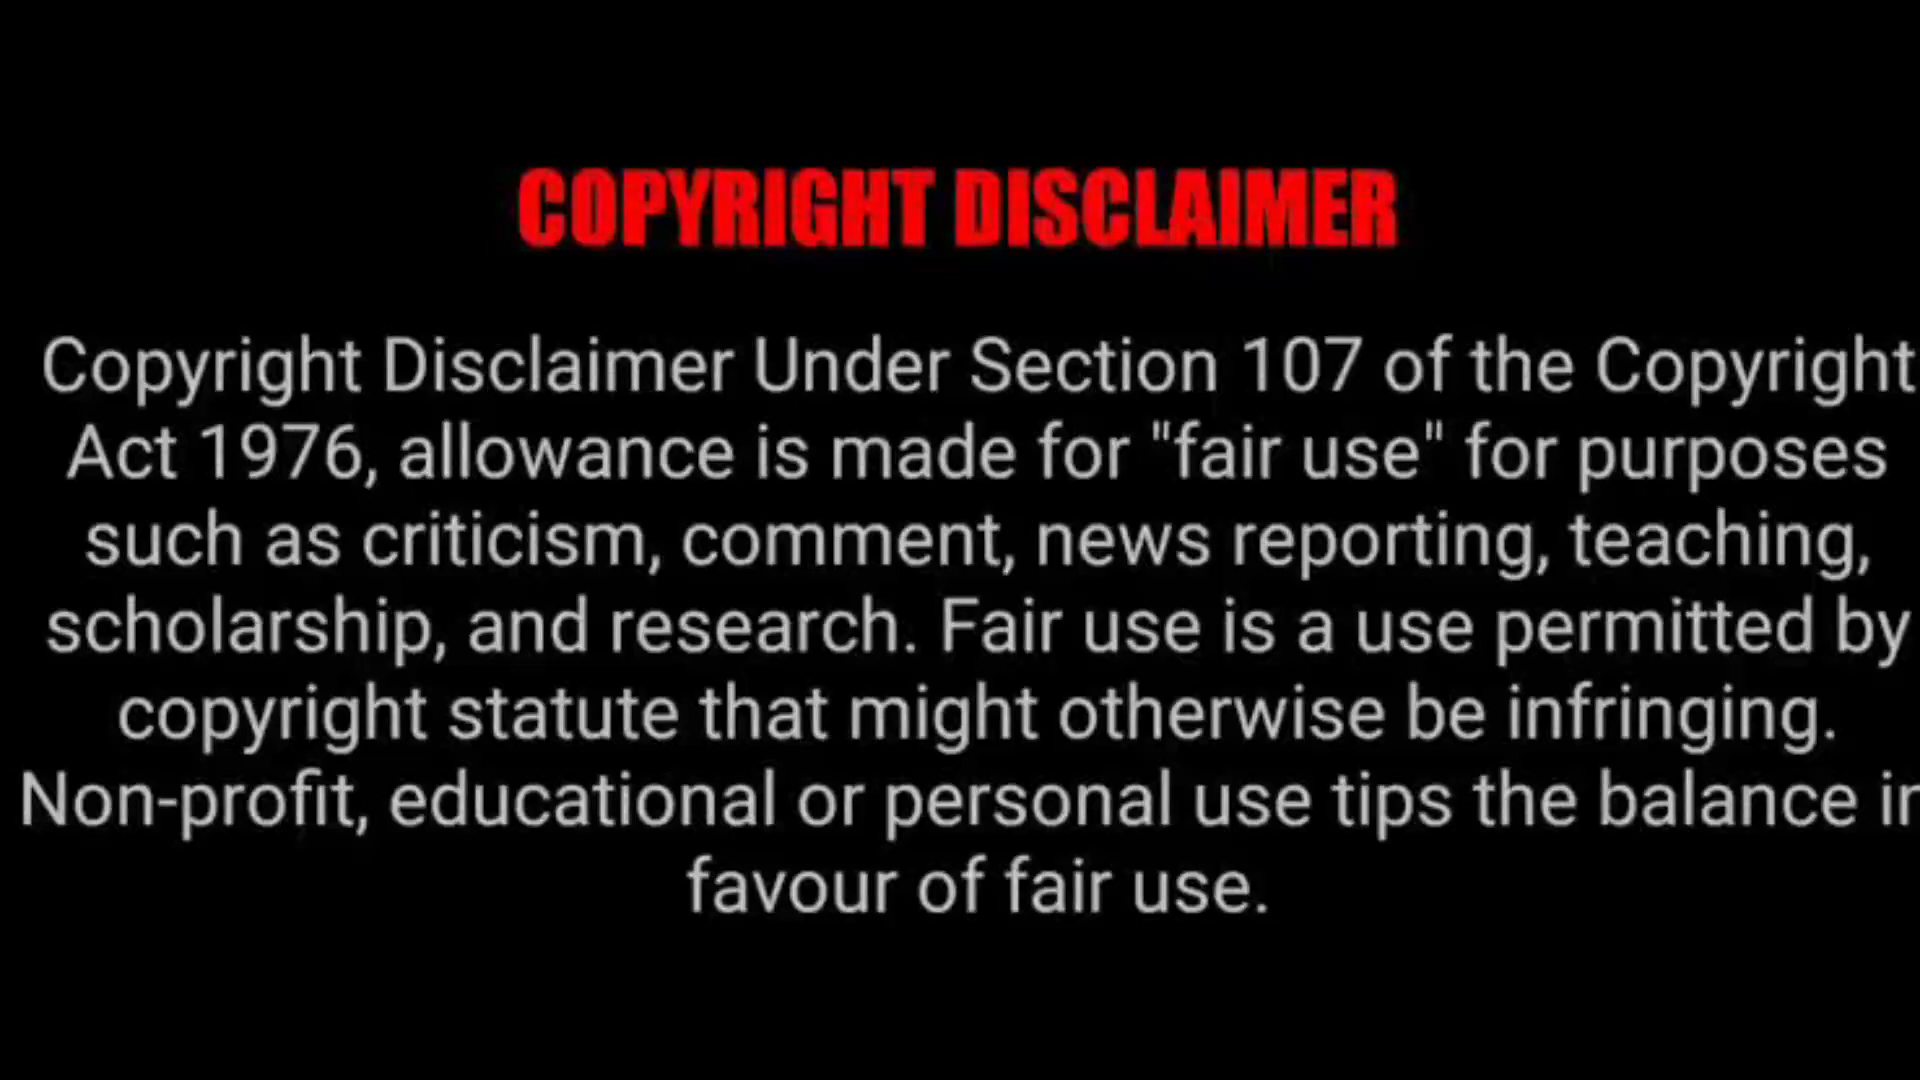 COPYRIGHT DISCLAIMER
Copyright Disclaimer Under Section 107 of the Copyright
Act 1976, allowance is made for "fair use" for purposes
such as criticism, comment, news reporting, teaching,
scholarship, and research. Fair use is a use permitted by
copyright statute that might otherwise be infringing.
Non-profit, educational or personal use tips the balance in
favour of fair use.